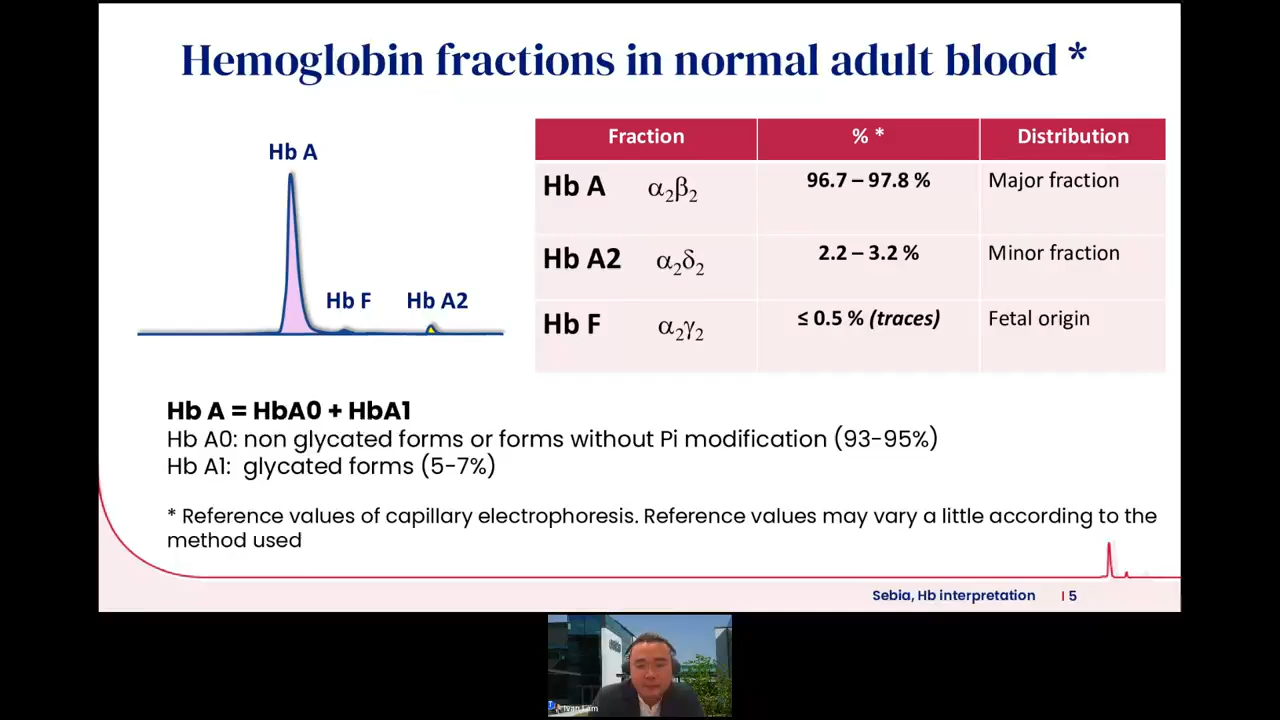 Hemoglobin fractions in normal adult blood *
Hb A
Hb F
Hb A2
Fraction % * Distribution
Hb A α₂β₂ 96.7 – 97.8 % Major fraction
Hb A2 α₂δ₂ 2.2 – 3.2 % Minor fraction
Hb F α₂γ₂ ≤ 0.5 % (traces) Fetal origin
Hb A = HbA0 + HbA1
Hb A0: non glycated forms or forms without Pi modification (93-95%)
Hb A1: glycated forms (5-7%)
* Reference values of capillary electrophoresis. Reference values may vary a little according to the
method used
Sebia, Hb interpretation | 5
Ivan Lam